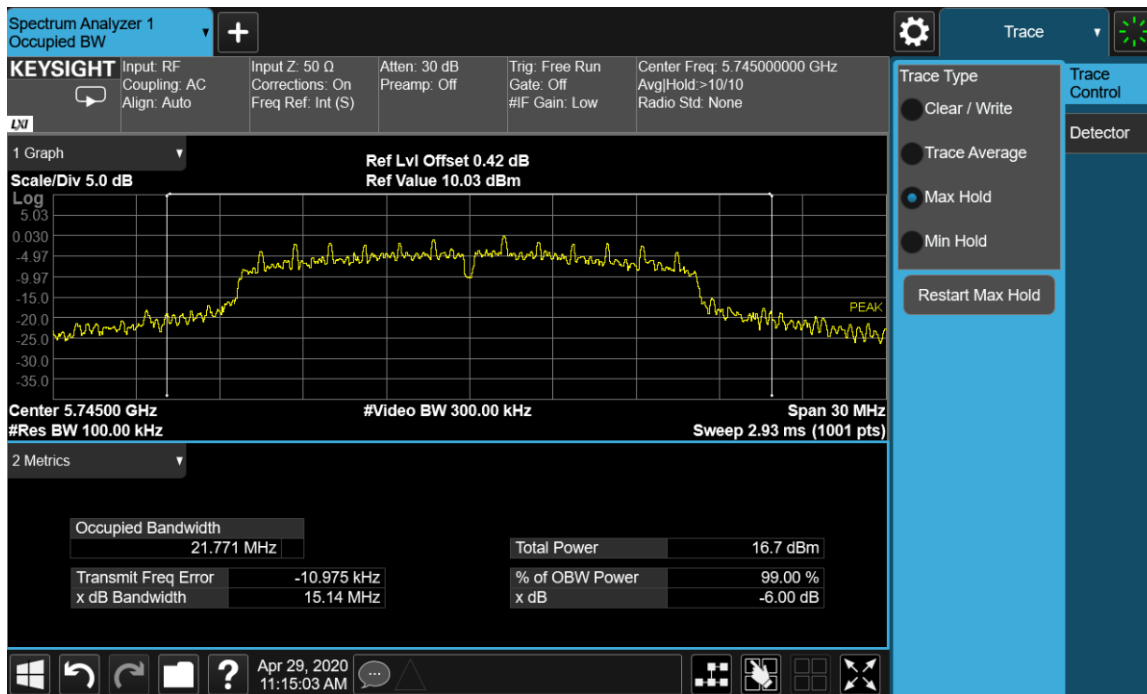 Spectrum Analyzer 1
Occupied BW
+
Trace
KEYSIGHT
LXI
Input: RF
Coupling: AC
Align: Auto
Input Z: 50 Ω
Corrections: On
Freq Ref: Int (S)
Atten: 30 dB
Preamp: Off
Trig: Free Run
Gate: Off
#IF Gain: Low
Center Freq: 5.745000000 GHz
Avg|Hold:>10/10
Radio Std: None
Trace Type
Clear / Write
Trace Average
Max Hold
Min Hold
Restart Max Hold
Trace
Control
Detector
1 Graph
Scale/Div 5.0 dB
Ref Lvl Offset 0.42 dB
Ref Value 10.03 dBm
Log
5.03
0.030
-4.97
-9.97
-15.0
-20.0
-25.0
-30.0
-35.0
PEAK
Center 5.74500 GHz
#Video BW 300.00 kHz
Span 30 MHz
#Res BW 100.00 kHz
Sweep 2.93 ms (1001 pts)
2 Metrics
Occupied Bandwidth
21.771 MHz
Total Power 16.7 dBm
Transmit Freq Error -10.975 kHz
% of OBW Power 99.00 %
x dB Bandwidth 15.14 MHz
x dB -6.00 dB
?
Apr 29, 2020
11:15:03 AM